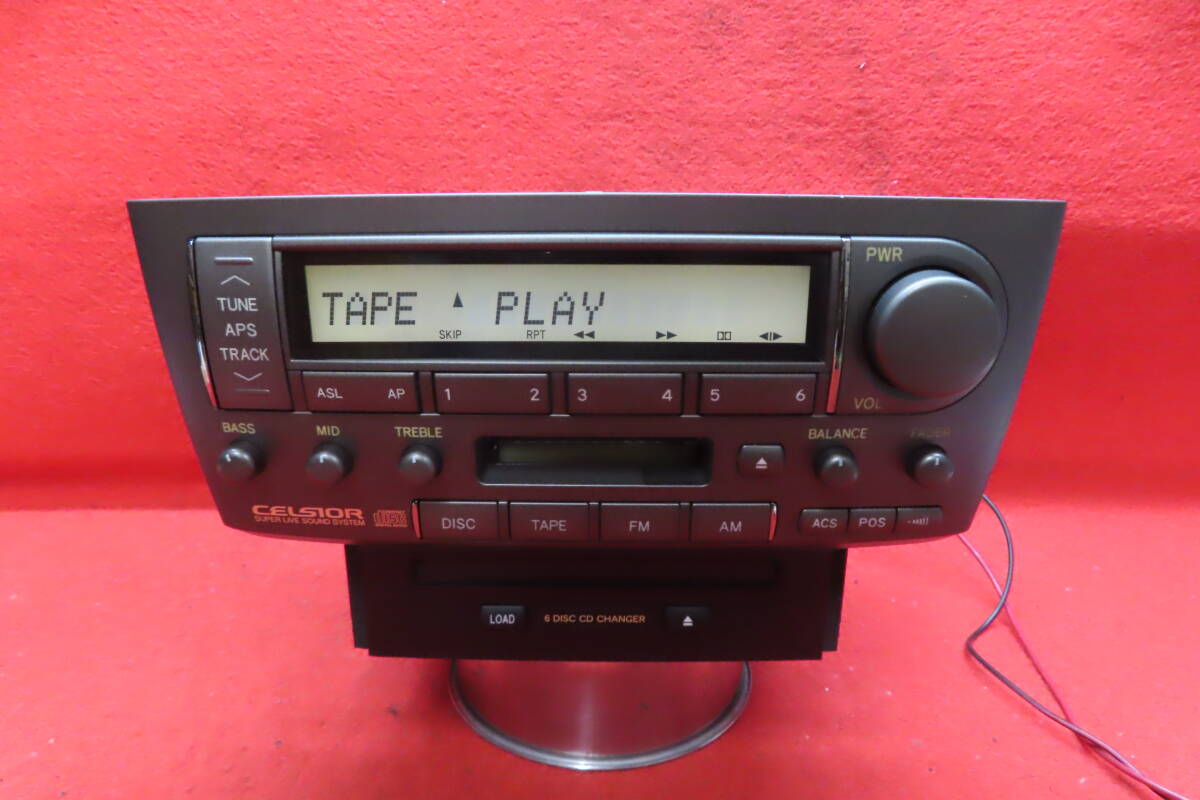 PWR
TUNE
APS
TRACK
TAPE PLAY
SKIP RPT
VOL
ASL AP 1 2 3 4 5 6
BASS MID TREBLE BALANCE FADER
CELSIOR
SUPER LIVE SOUND SYSTEM
DISC TAPE FM AM
ACS POS
LOAD 6 DISC CD CHANGER